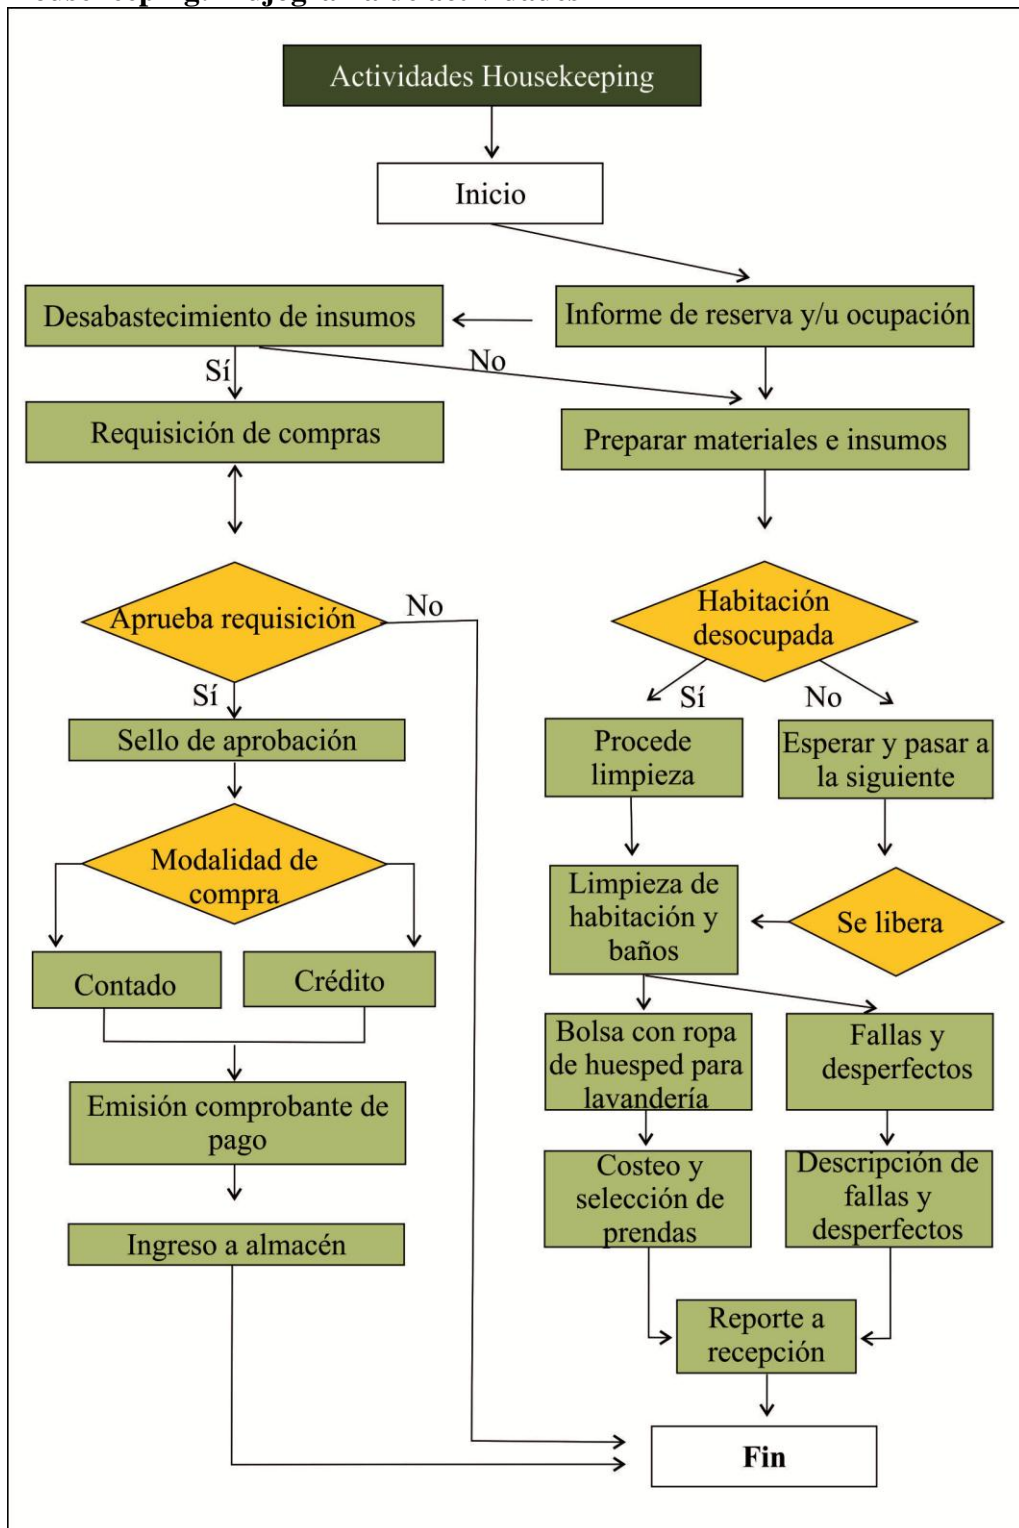 Actividades Housekeeping
Inicio
Desabastecimiento de insumos
Informe de reserva y/u ocupación
Sí
No
Requisición de compras
Preparar materiales e insumos
Aprueba requisición
No
Habitación
desocupada
Sí
Sí
No
Sello de aprobación
Procede
limpieza
Esperar y pasar a
la siguiente
Modalidad de
compra
Limpieza de
habitación y
baños
Se libera
Contado
Crédito
Bolsa con ropa
de huesped para
lavandería
Fallas y
desperfectos
Emisión comprobante de
pago
Costeo y
selección de
prendas
Descripción de
fallas y
desperfectos
Ingreso a almacén
Reporte a
recepción
Fin